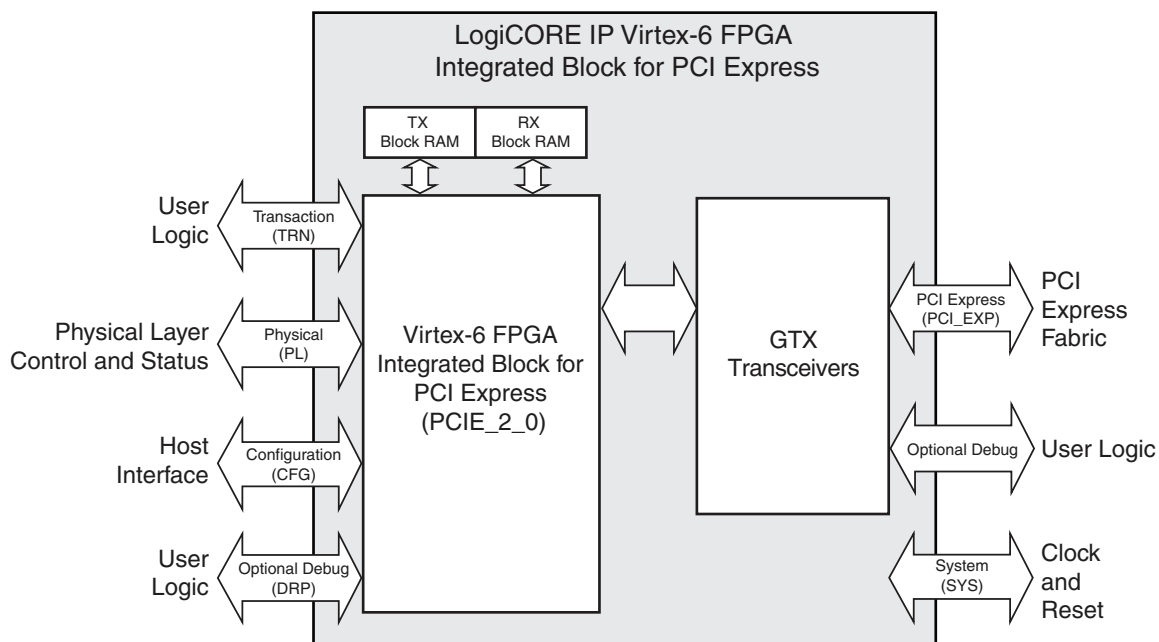 LogiCORE IP Virtex-6 FPGA
Integrated Block for PCI Express
TX
Block RAM
RX
Block RAM
User
Logic
Transaction
(TRN)
Physical Layer
Control and Status
Physical
(PL)
Host
Interface
Configuration
(CFG)
User
Logic
Optional Debug
(DRP)
Virtex-6 FPGA
Integrated Block for
PCI Express
(PCIE_2_0)
GTX
Transceivers
PCI Express
(PCI_EXP)
PCI
Express
Fabric
Optional Debug
User Logic
System
(SYS)
Clock
and
Reset